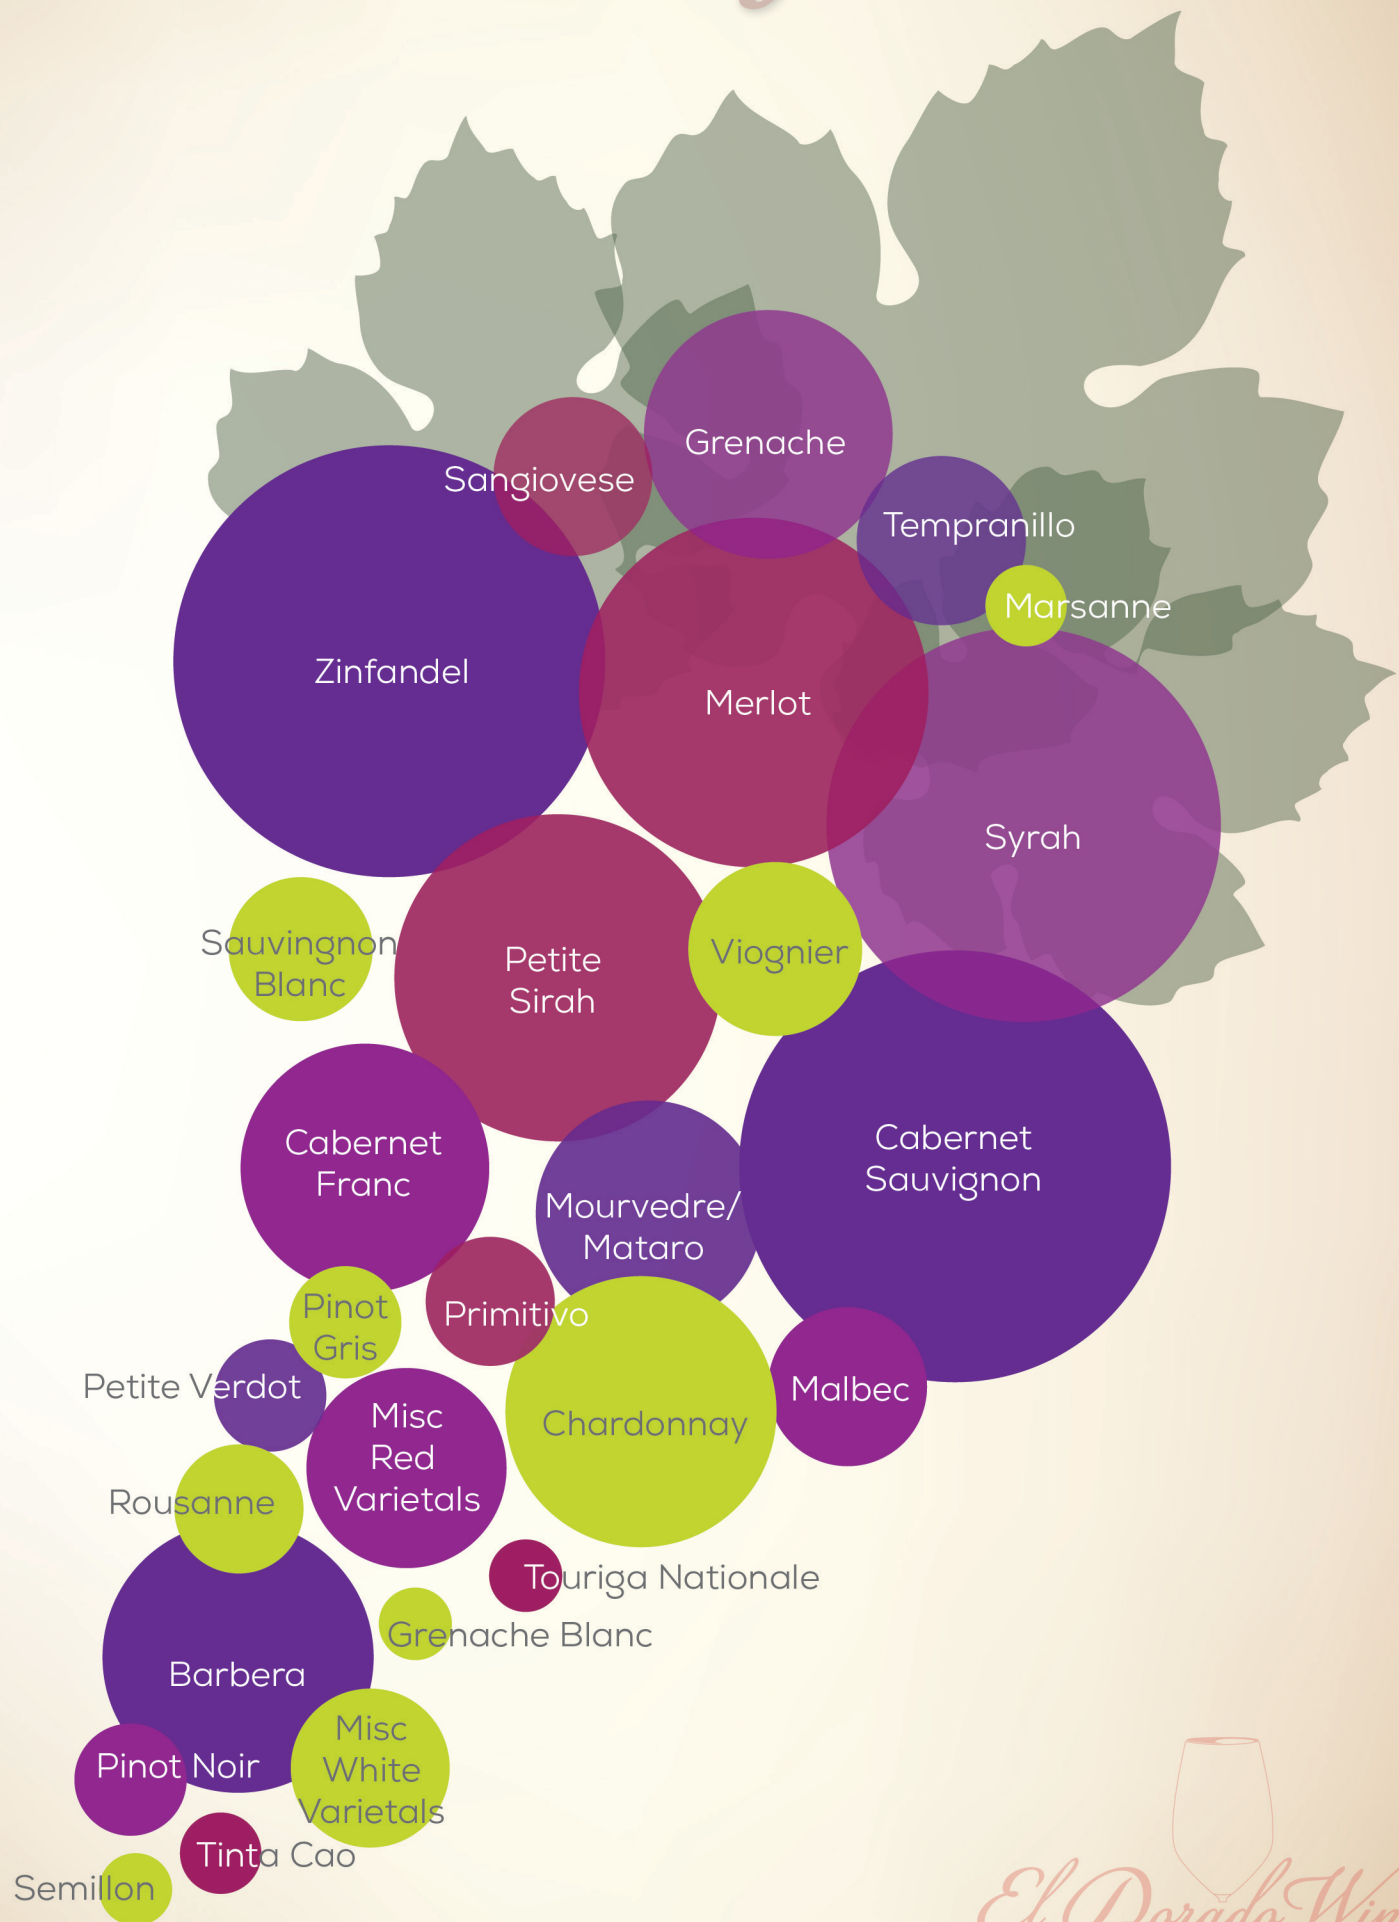 Grenache
Sangiovese
Tempranillo
Marsanne
Zinfandel
Merlot
Syrah
Sauvingnon
Blanc
Petite
Sirah
Viognier
Cabernet
Franc
Cabernet
Sauvignon
Mourvedre/
Mataro
Pinot
Gris
Primitivo
Petite Verdot
Misc
Red
Varietals
Chardonnay
Malbec
Rousanne
Touriga Nationale
Grenache Blanc
Barbera
Misc
White
Varietals
Pinot Noir
Tinta Cao
Semillon
El Dorado